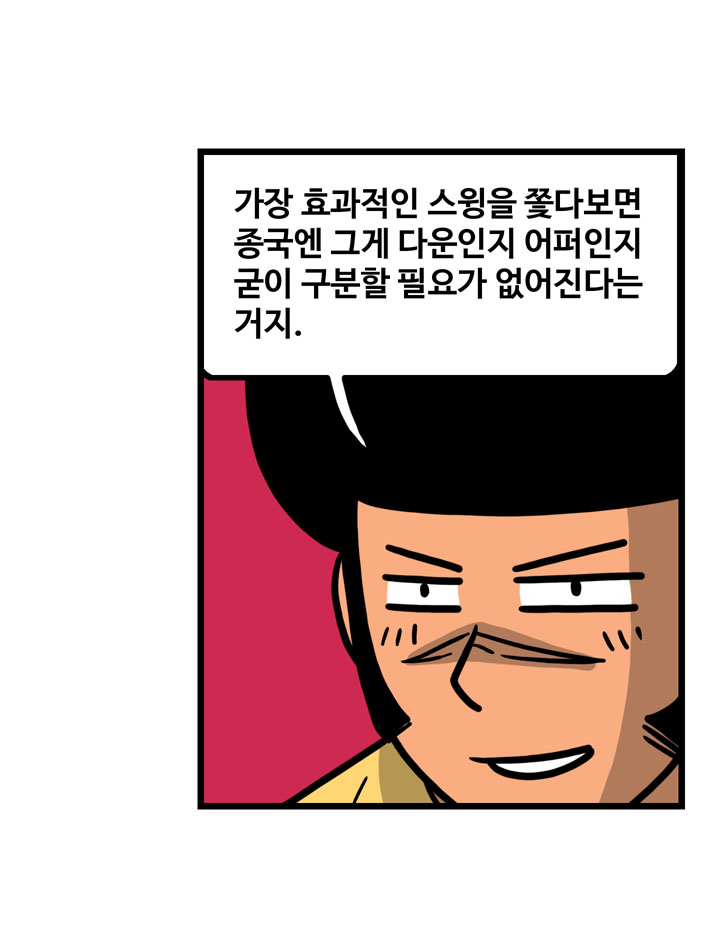 가장 효과적인 스윙을 쫓다보면
종국엔 그게 다운인지 어퍼인지
굳이 구분할 필요가 없어진다는
거지.